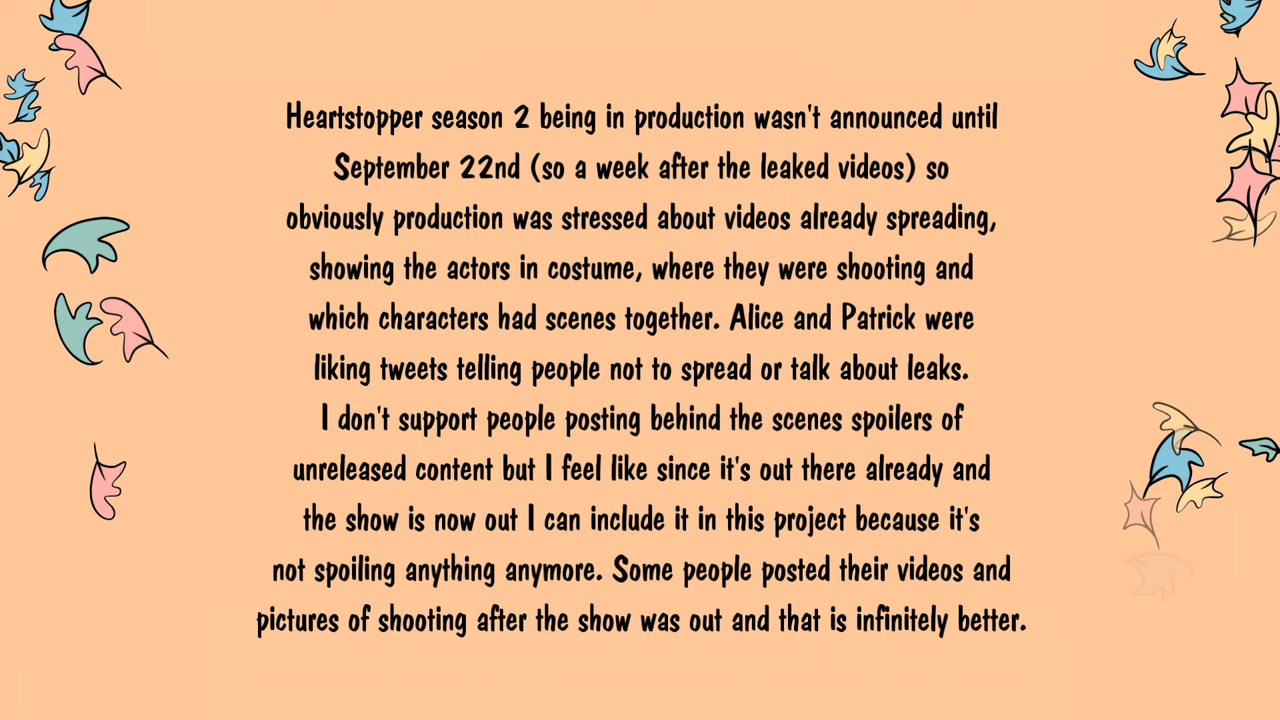 Heartstopper season 2 being in production wasn't announced until
September 22nd (so a week after the leaked videos) so
obviously production was stressed about videos already spreading,
showing the actors in costume, where they were shooting and
which characters had scenes together. Alice and Patrick were
liking tweets telling people not to spread or talk about leaks.
I don't support people posting behind the scenes spoilers of
unreleased content but I feel like since it's out there already and
the show is now out I can include it in this project because it's
not spoiling anything anymore. Some people posted their videos and
pictures of shooting after the show was out and that is infinitely better.